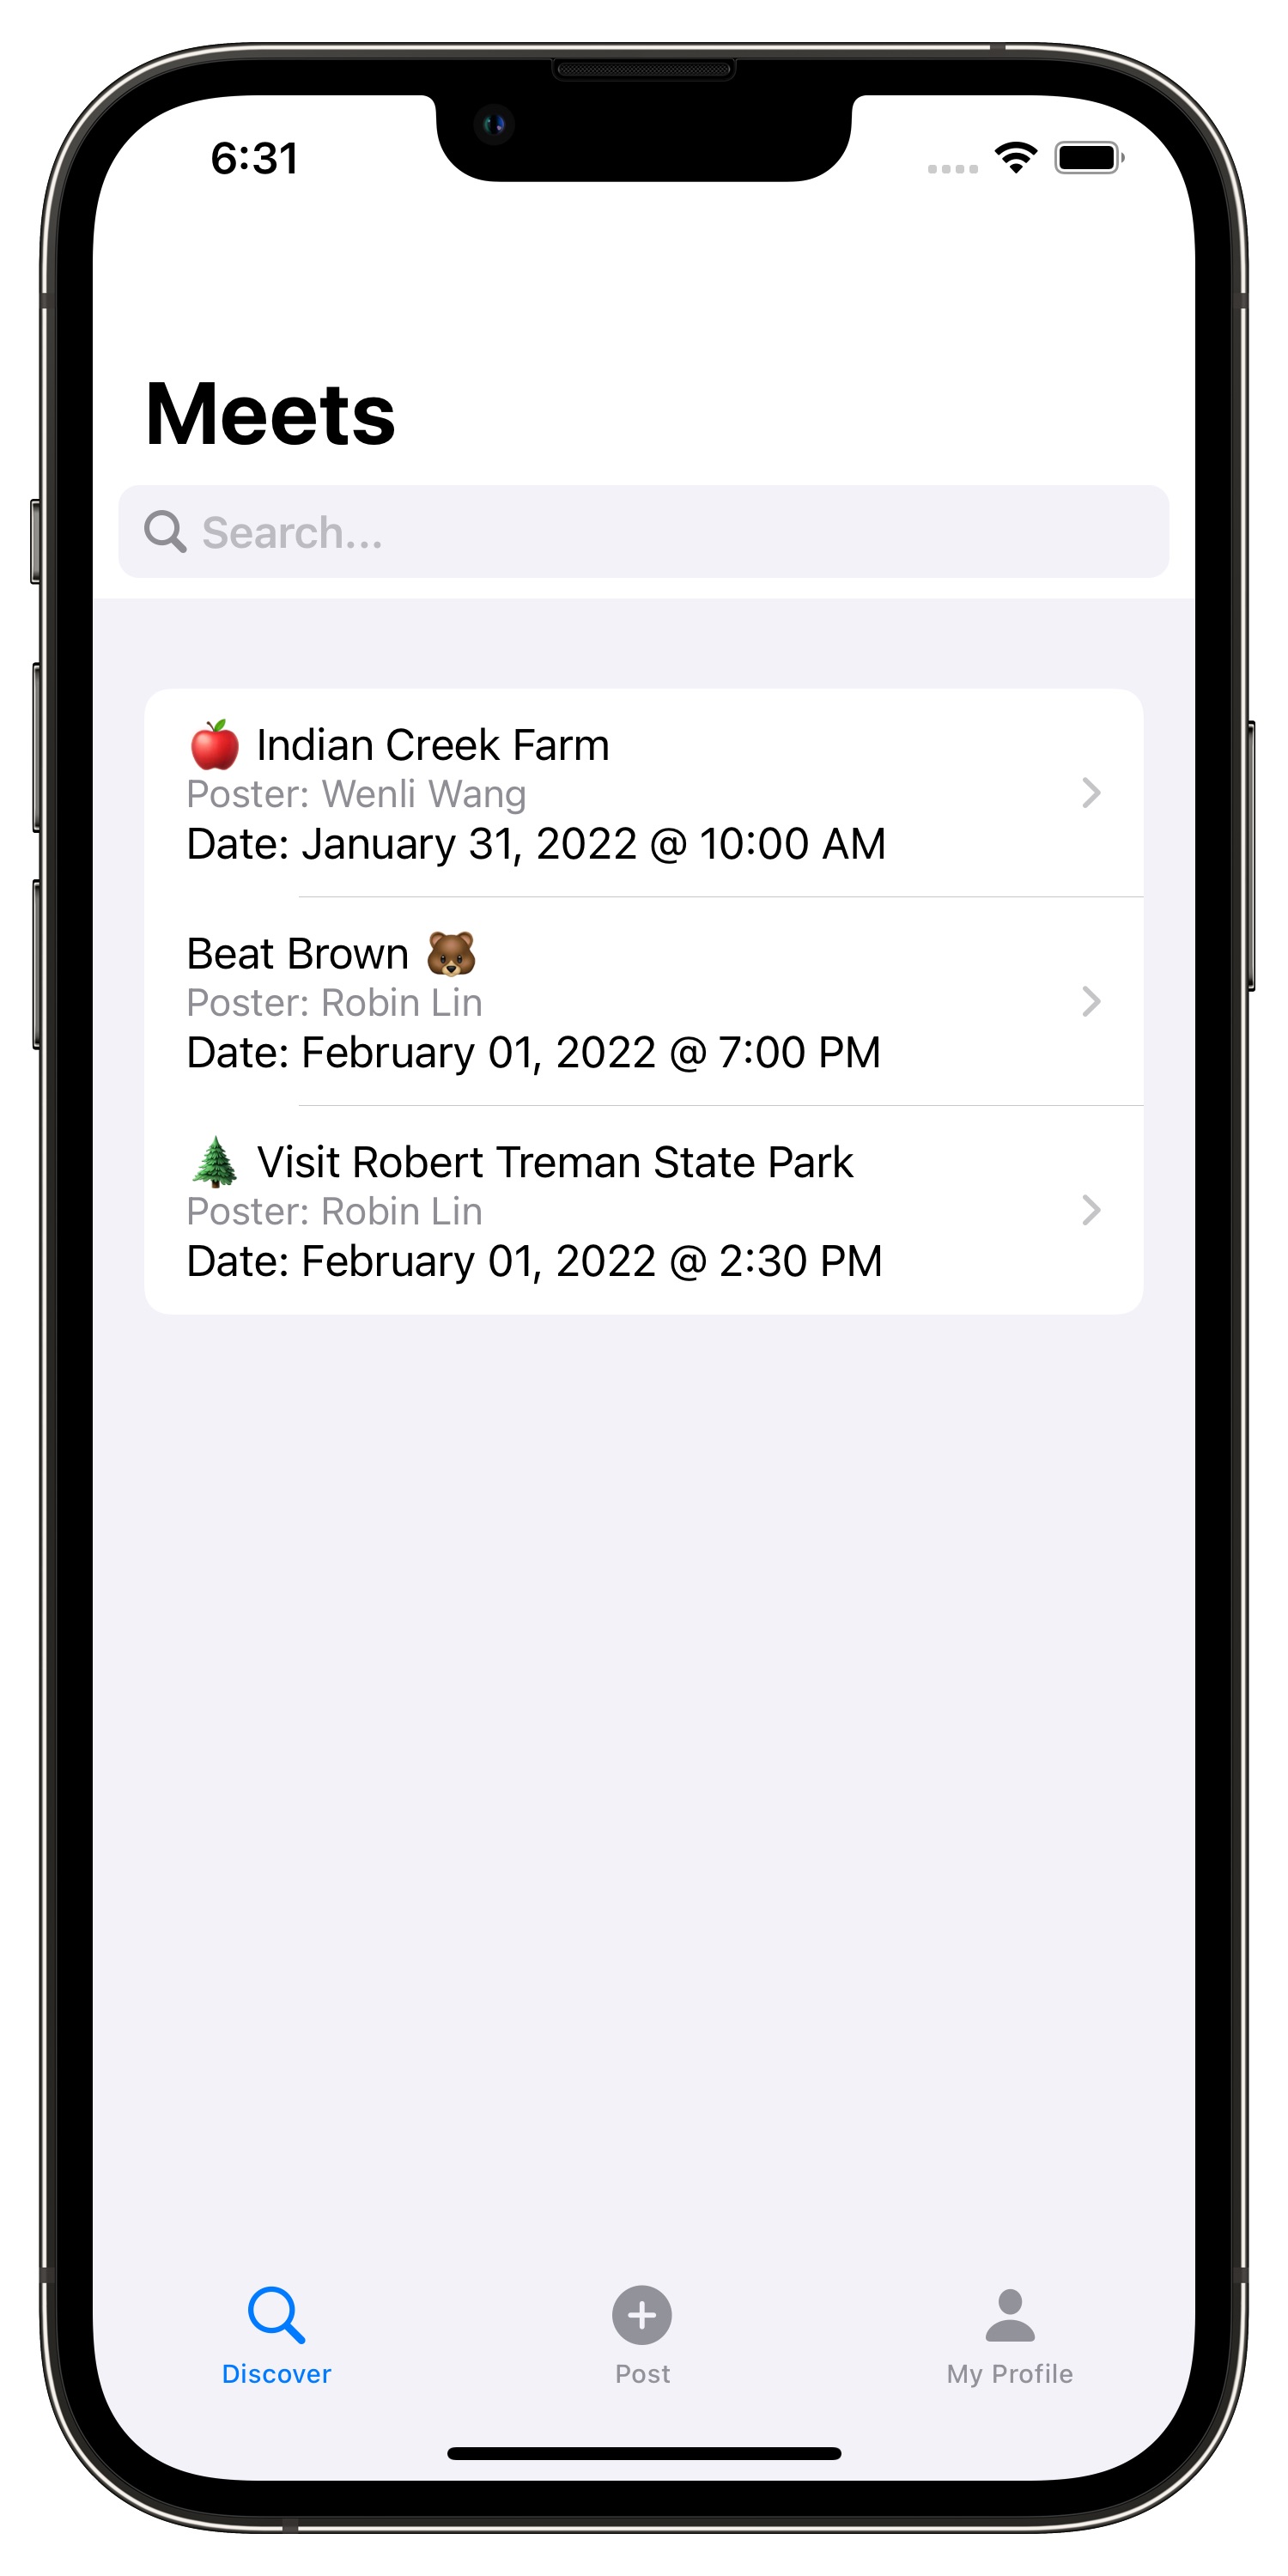 6:31
Meets
Search...
🍎 Indian Creek Farm
Poster: Wenli Wang
Date: January 31, 2022 @ 10:00 AM
Beat Brown 🐻
Poster: Robin Lin
Date: February 01, 2022 @ 7:00 PM
🌲 Visit Robert Treman State Park
Poster: Robin Lin
Date: February 01, 2022 @ 2:30 PM
Discover
Post
My Profile